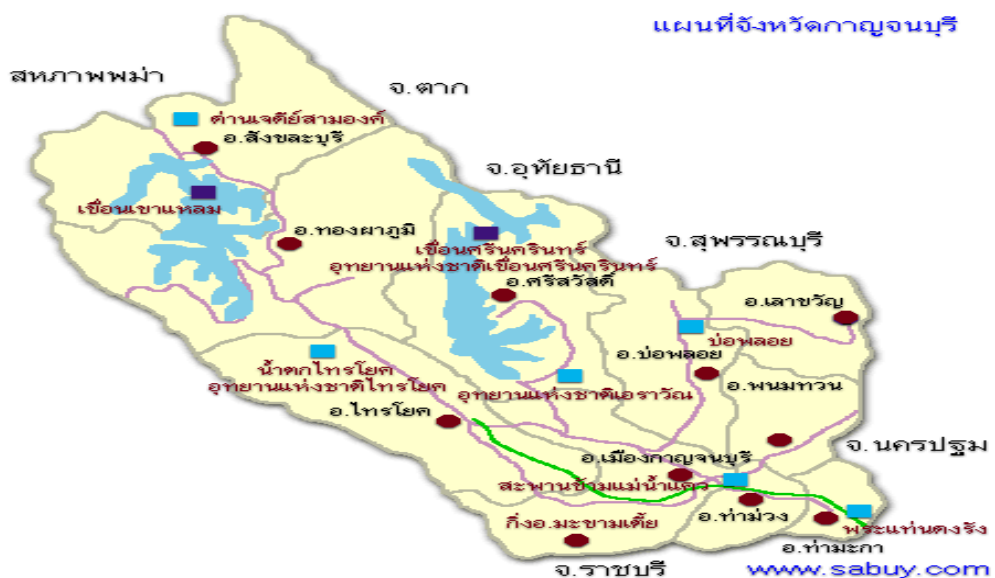 แผนที่จังหวัดกาญจนบุรี
สหภาพพม่า
จ.ตาก
ด่านเจดีย์สามองค์
อ.สังขละบุรี
จ.อุทัยธานี
เขื่อนเขาแหลม
อ.ทองผาภูมิ
เขื่อนศรีนครินทร์
จ.สุพรรณบุรี
อุทยานแห่งชาติเขื่อนศรีนครินทร์
อ.ศรีสวัสดิ์
อ.เลาขวัญ
บ่อพลอย
อ.บ่อพลอย
น้ำตกไทรโยค
อุทยานแห่งชาติไทรโยค
อุทยานแห่งชาติเอราวัณ
อ.พนมทวน
อ.ไทรโยค
จ.นครปฐม
อ.เมืองกาญจนบุรี
สะพานข้ามแม่น้ำแคว
กิ่งอ.มะขามเตี้ย
อ.ท่าม่วง
พระแท่นดงรัง
อ.ท่ามะกา
จ.ราชบุรี
www.sabuy.com